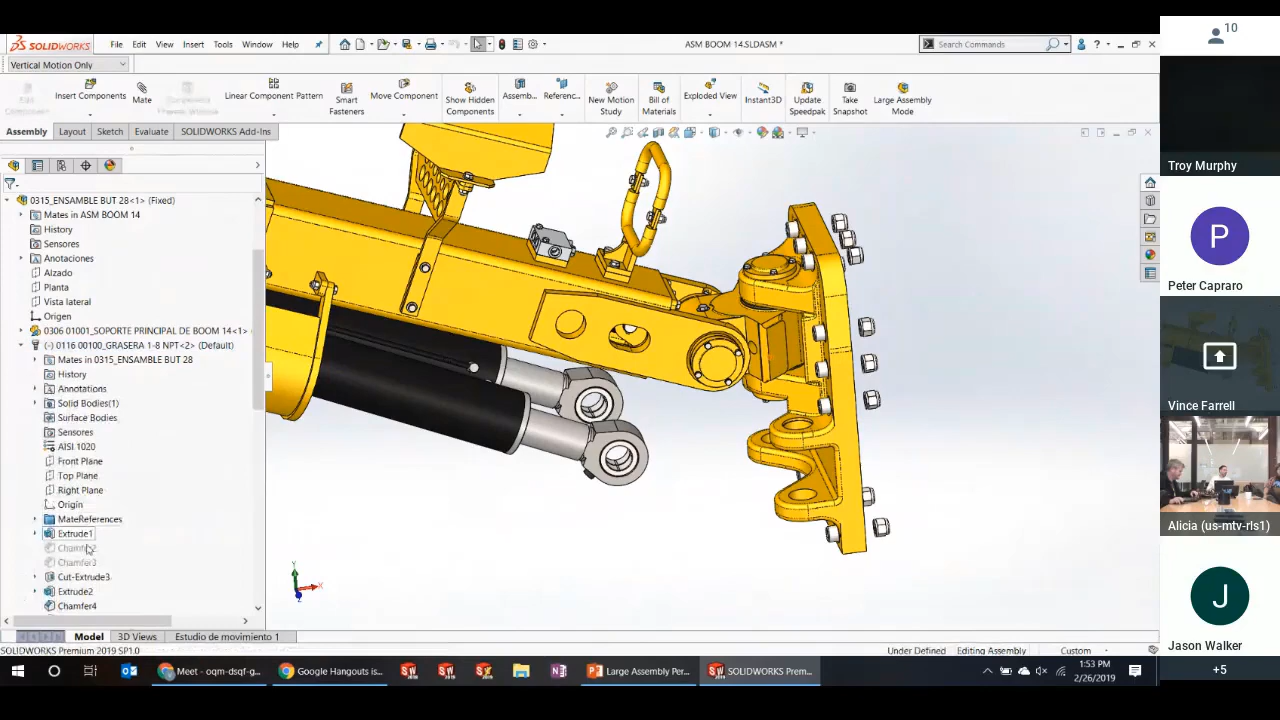 SOLIDWORKS File Edit View Insert Tools Window Help
ASM BOOM 14.SLDASM *
Search Commands
Vertical Motion Only
Insert Components
Mate
Linear Component Pattern
Smart Fasteners
Move Component
Show Hidden Components
Assemb...
Referenc...
New Motion Study
Bill of Materials
Exploded View
Instant3D
Update Speedpak
Take Snapshot
Large Assembly Mode
Assembly Layout Sketch Evaluate SOLIDWORKS Add-Ins
0315_ENSAMBLE BUT 28<1> (Fixed)
Mates in ASM BOOM 14
History
Sensores
Anotaciones
Alzado
Planta
Vista lateral
Origen
0306 01001_SOPORTE PRINCIPAL DE BOOM 14<1>
(-) 0116 00100_GRASERA 1-8 NPT<2> (Default)
Mates in 0315_ENSAMBLE BUT 28
History
Annotations
Solid Bodies(1)
Surface Bodies
Sensores
AISI 1020
Front Plane
Top Plane
Right Plane
Origin
MateReferences
Extrude1
Chamfer2
Chamfer3
Cut-Extrude3
Extrude2
Chamfer4
Y
X
Z
Model 3D Views Estudio de movimiento 1
SOLIDWORKS Premium 2019 SP1.0
Under Defined Editing Assembly Custom
Meet - oqm-dsqf-g...
Google Hangouts is...
Large Assembly Per...
SOLIDWORKS Prem...
1:53 PM
2/26/2019
10
Troy Murphy
P
Peter Capraro
Vince Farrell
Alicia (us-mtv-rls1)
J
Jason Walker
+5